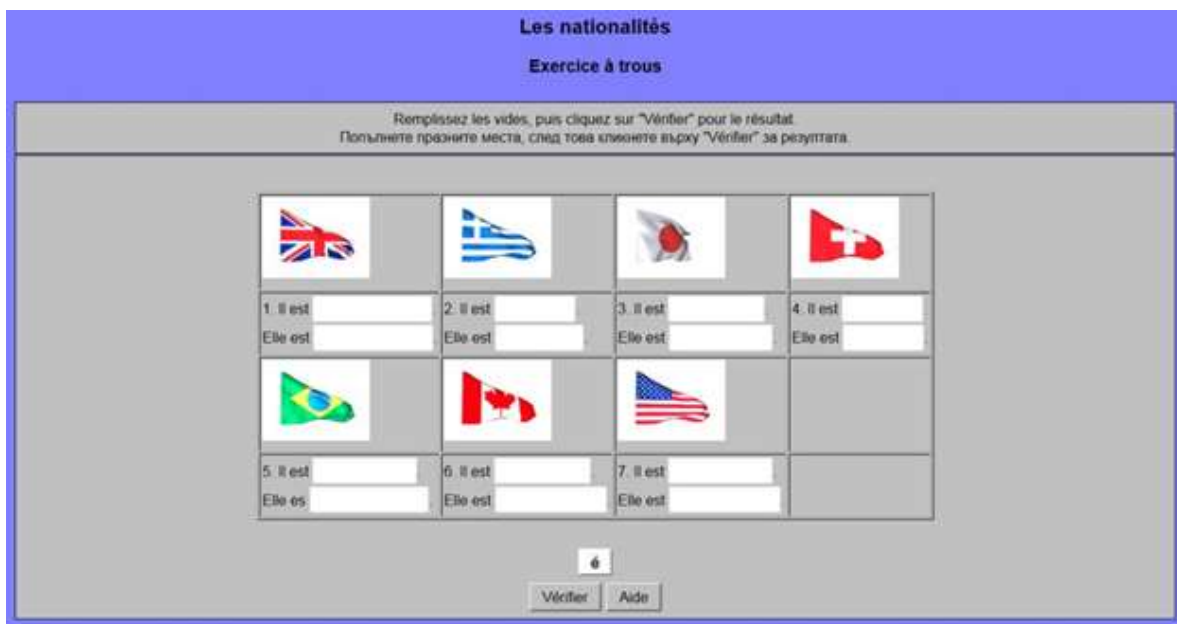 Les nationalités
Exercice à trous
Remplissez les vides, puis cliquez sur "Vérifier" pour le résultat.
Попълнете празните места, след това кликнете върху "Vérifier" за резултата.
1. Il est .
Elle est .
2. Il est .
Elle est .
3. Il est .
Elle est .
4. Il est .
Elle est .
5. Il est .
Elle es .
6. Il est .
Elle est .
7. Il est .
Elle est
é
Vérifier
Aide